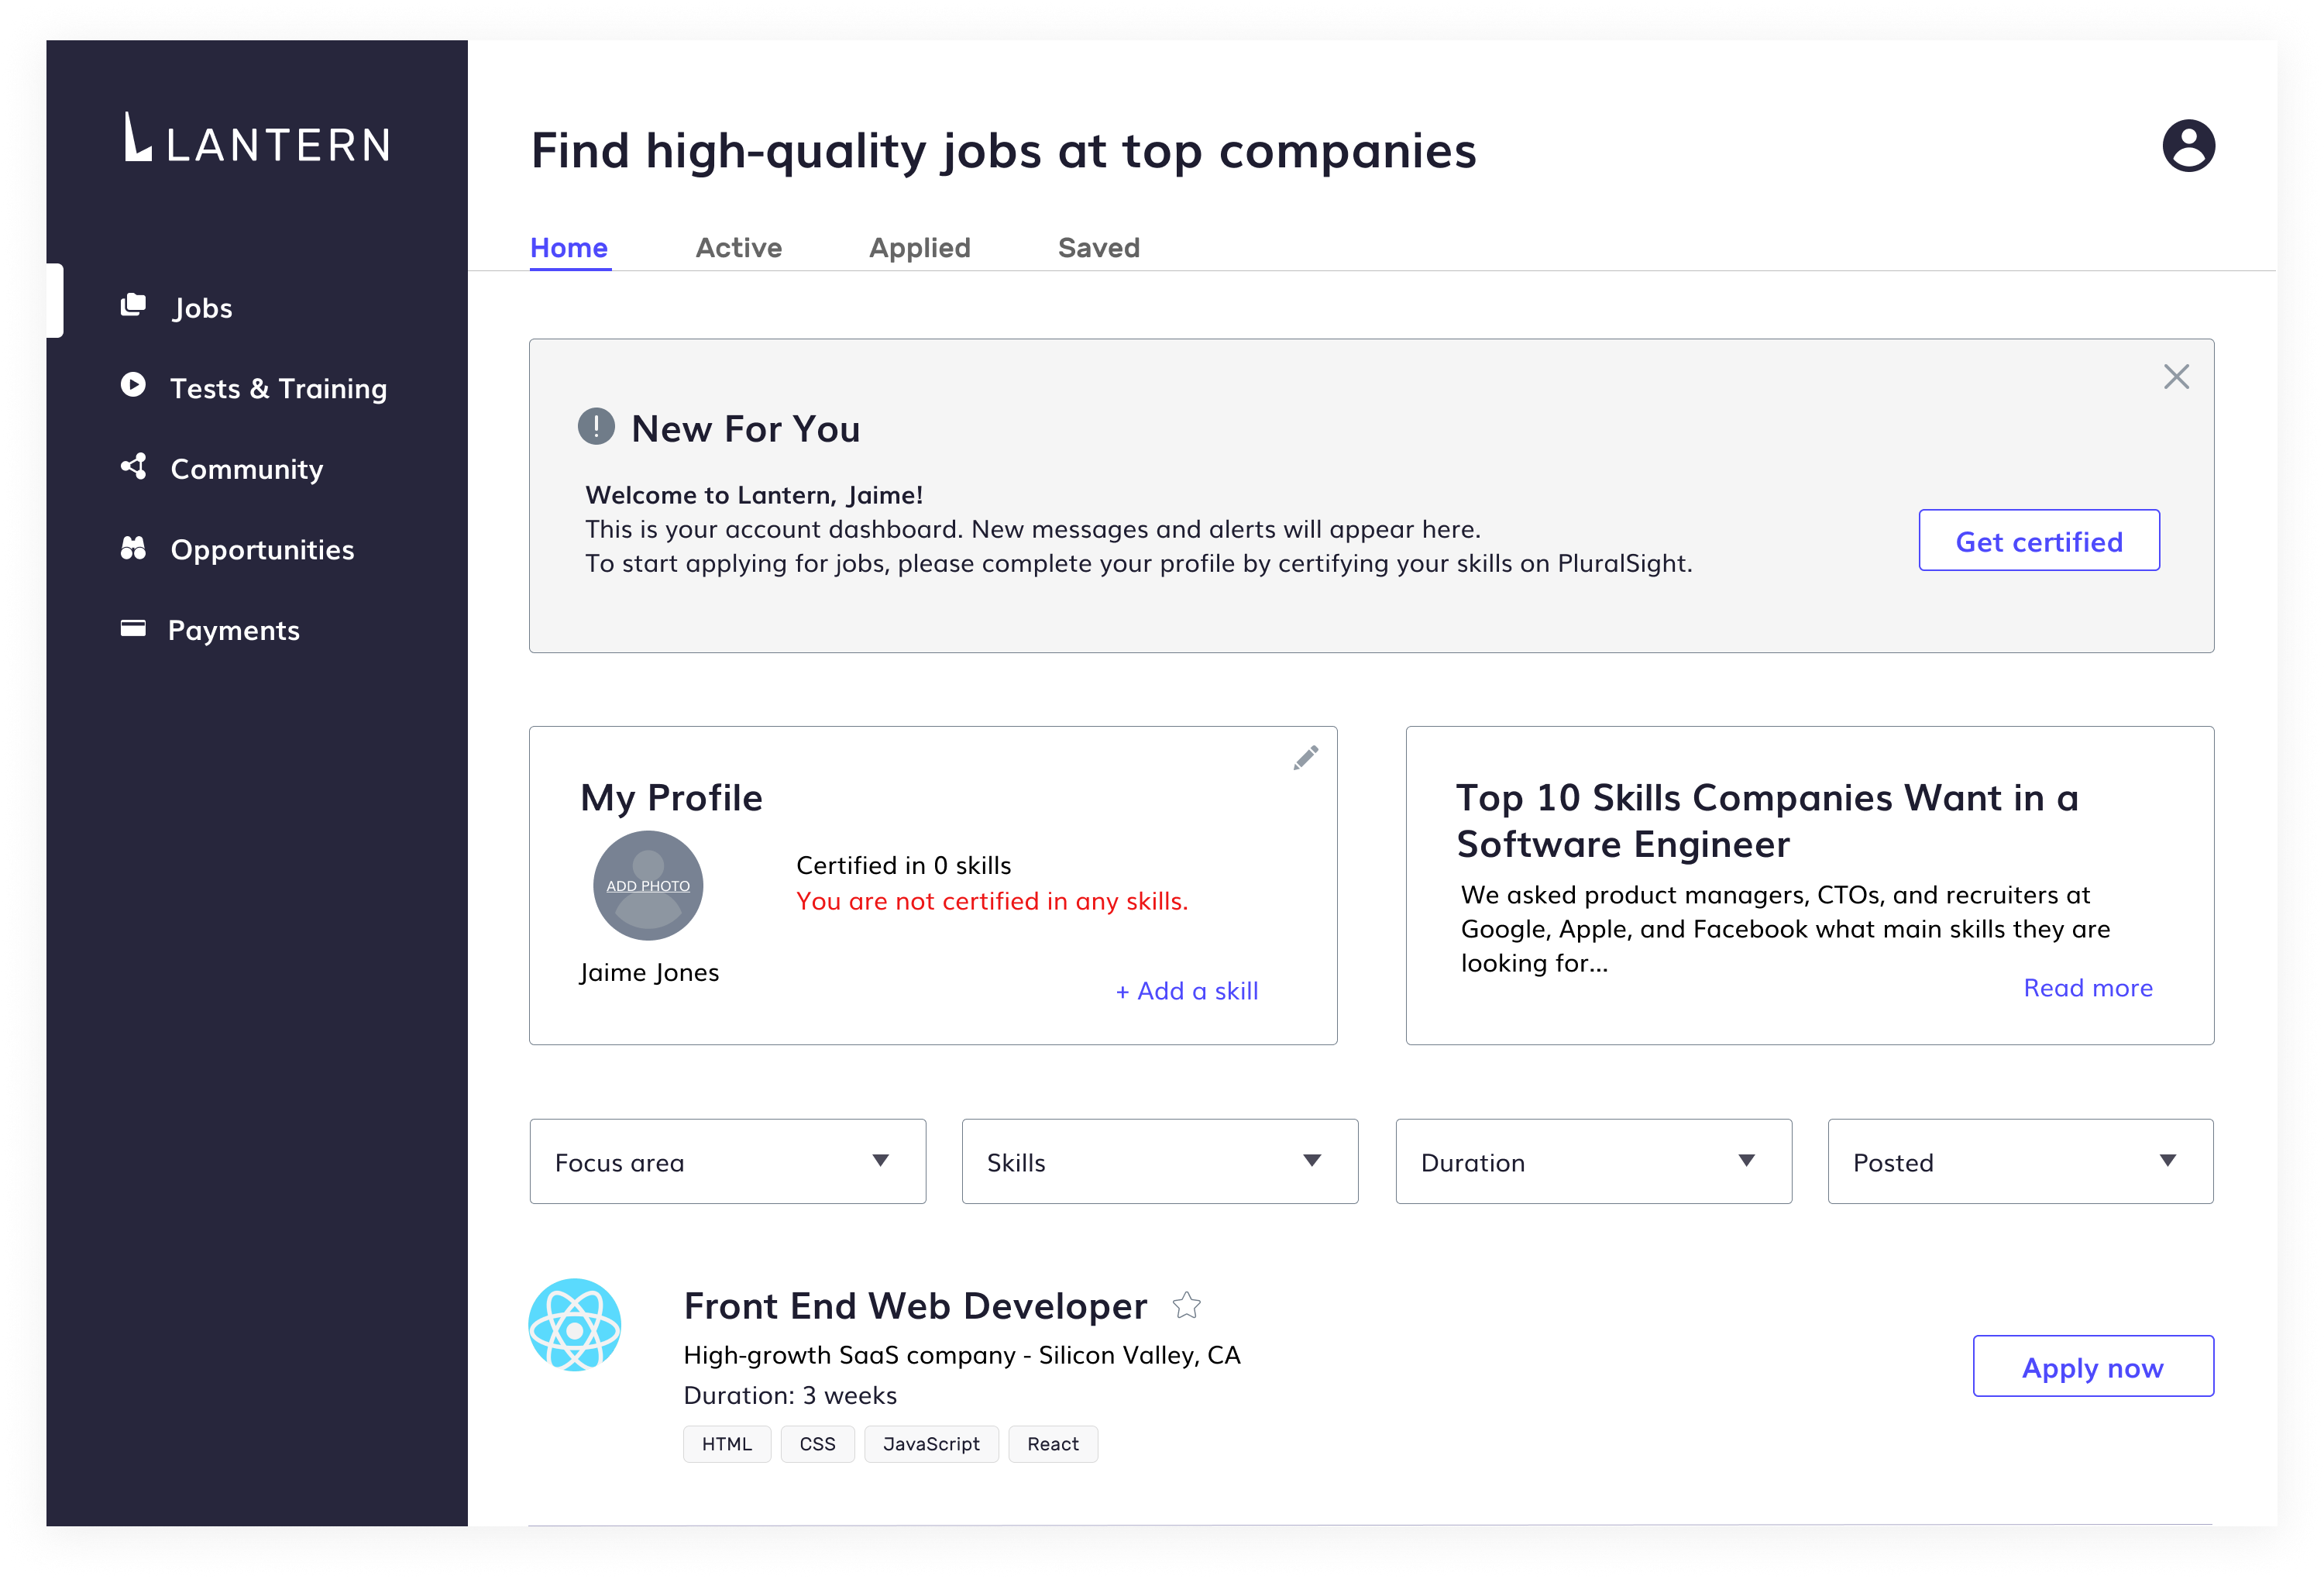 LANTERN
Jobs
Tests & Training
Community
Opportunities
Payments
Find high-quality jobs at top companies
Home
Active
Applied
Saved
New For You
Welcome to Lantern, Jaime!
This is your account dashboard. New messages and alerts will appear here.
To start applying for jobs, please complete your profile by certifying your skills on PluralSight.
Get certified
My Profile
ADD PHOTO
Jaime Jones
Certified in 0 skills
You are not certified in any skills.
+ Add a skill
Top 10 Skills Companies Want in a
Software Engineer
We asked product managers, CTOs, and recruiters at
Google, Apple, and Facebook what main skills they are
looking for...
Read more
Focus area
Skills
Duration
Posted
Front End Web Developer
High-growth SaaS company - Silicon Valley, CA
Duration: 3 weeks
HTML
CSS
JavaScript
React
Apply now